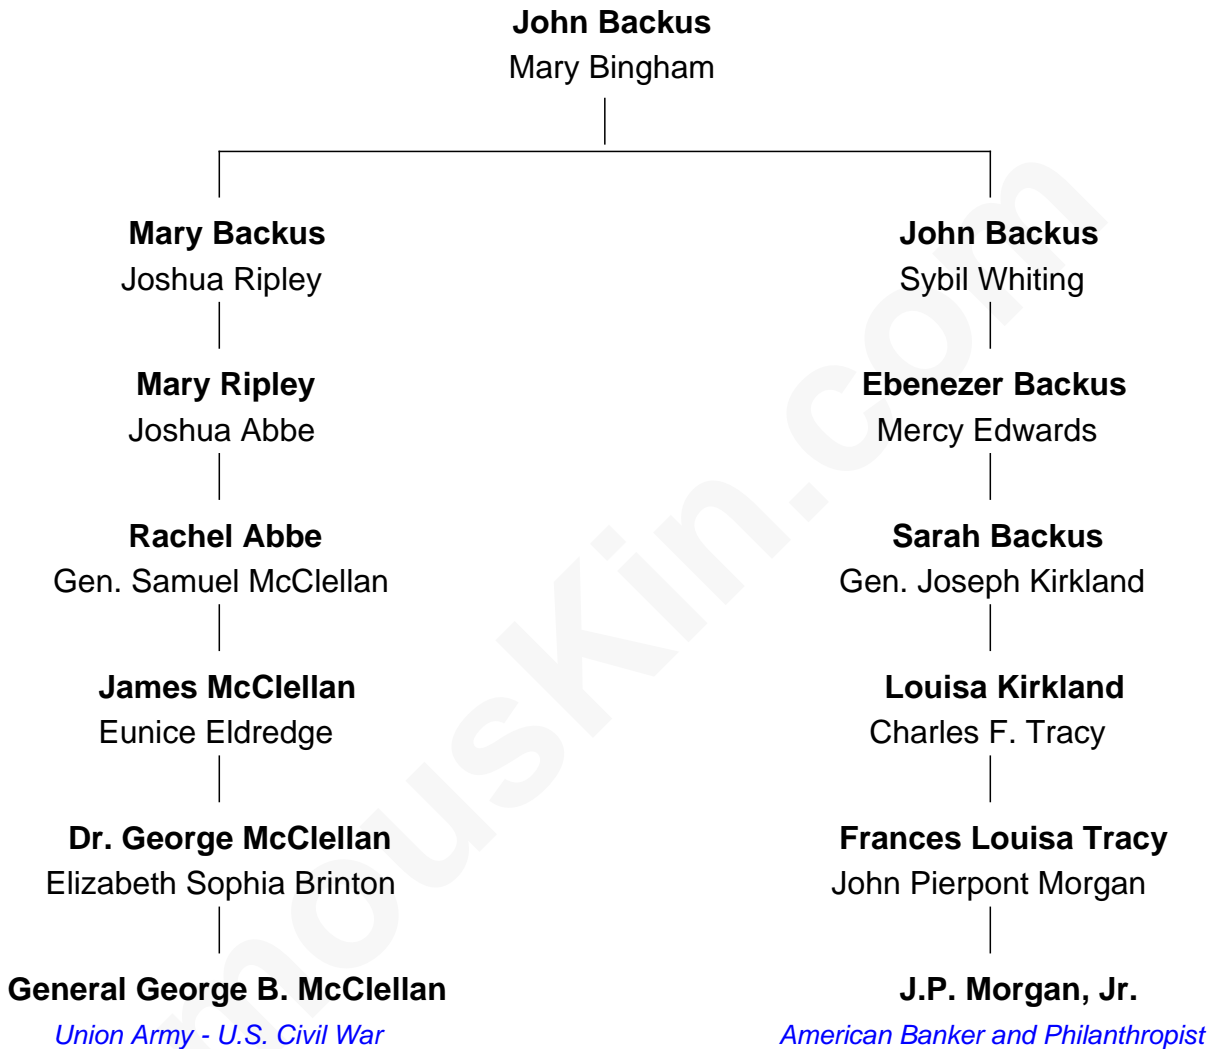 John Backus
Mary Bingham
Mary Backus
Joshua Ripley
John Backus
Sybil Whiting
Mary Ripley
Joshua Abbe
Ebenezer Backus
Mercy Edwards
Rachel Abbe
Gen. Samuel McClellan
Sarah Backus
Gen. Joseph Kirkland
James McClellan
Eunice Eldredge
Louisa Kirkland
Charles F. Tracy
Dr. George McClellan
Elizabeth Sophia Brinton
Frances Louisa Tracy
John Pierpont Morgan
General George B. McClellan
Union Army - U.S. Civil War
J.P. Morgan, Jr.
American Banker and Philanthropist
mousKin.com